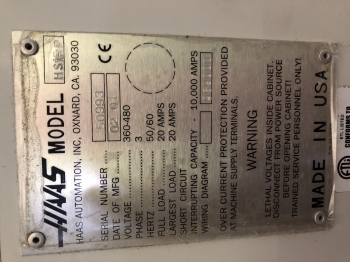 HAAS MODEL
HAAS AUTOMATION, INC, OXNARD, CA. 93030
SERIAL NUMBER
CE
DATE OF MFG
VOLTAGE 360-480
PHASE 3
HERTZ 50/60
FULL LOAD 20 AMPS
LARGEST LOAD 20 AMPS
SHORT CIRCUIT
INTERRUPTING CAPACITY - 10,000 AMPS
WIRING DIAGRAM
OVER CURRENT PROTECTION PROVIDED
AT MACHINE SUPPLY TERMINALS.
WARNING
LETHAL VOLTAGES INSIDE CABINET.
DISCONNECT FROM POWER SOURCE
BEFORE OPENING CABINET!
TRAINED SERVICE PERSONNEL ONLY!
MADE IN USA
CONFORMS TO